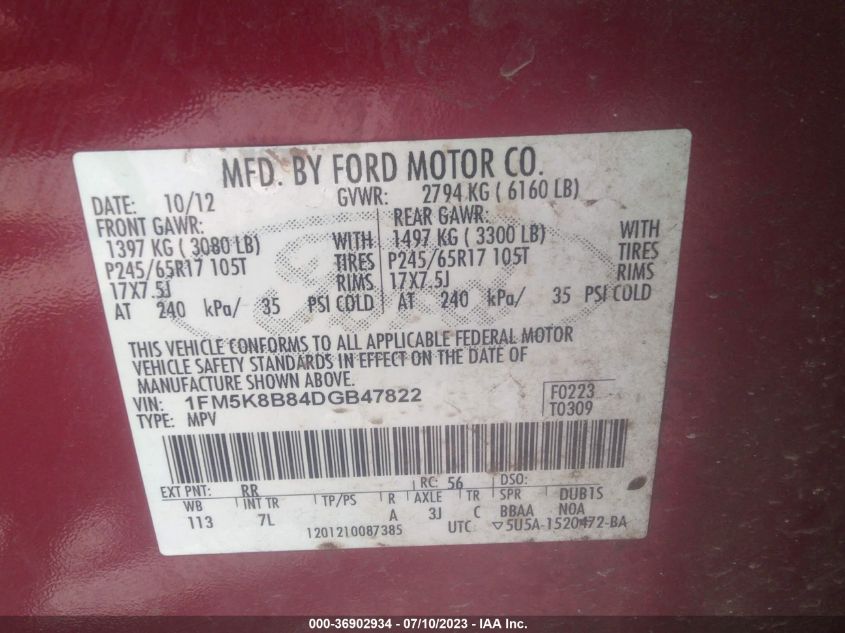 MFD. BY FORD MOTOR CO.
DATE: 10/12 GVWR: 2794 KG ( 6160 LB)
FRONT GAWR: REAR GAWR:
1397 KG ( 3080 LB) WITH 1497 KG ( 3300 LB) WITH
P245/65R17 105T TIRES P245/65R17 105T TIRES
17X7.5J RIMS 17X7.5J RIMS
AT 240 kPa/ 35 PSI COLD AT 240 kPa/ 35 PSI COLD
THIS VEHICLE CONFORMS TO ALL APPLICABLE FEDERAL MOTOR
VEHICLE SAFETY STANDARDS IN EFFECT ON THE DATE OF
MANUFACTURE SHOWN ABOVE.
VIN: 1FM5K8B84DGB47822 F0223
TYPE: MPV T0309
EXT PNT: RR RC: 56 DSO:
WB INT TR TP/PS R AXLE TR SPR DUB1S
113 7L A 3J C BBAA NOA
1201210087385 UTC ▽5U5A-1520472-BA
000-36902934 - 07/10/2023 - IAA Inc.